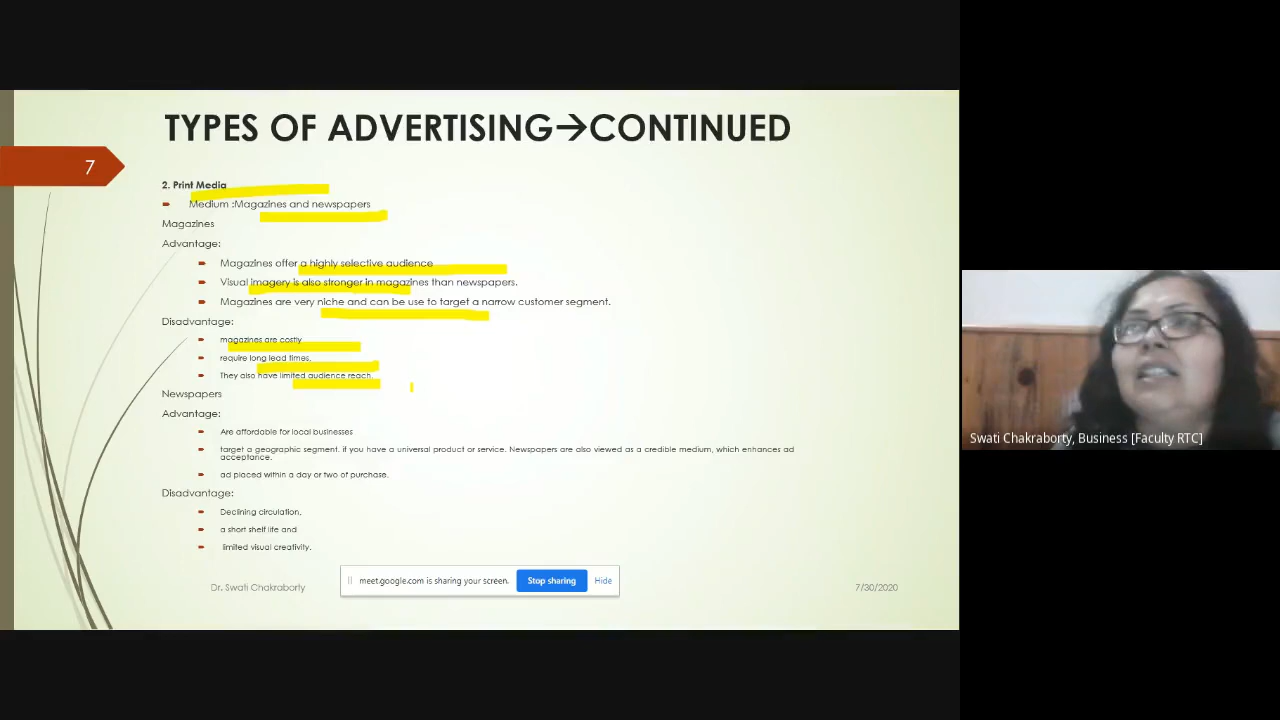 TYPES OF ADVERTISING→CONTINUED
7
2. Print Media
Medium :Magazines and newspapers
Magazines
Advantage:
Magazines offer a highly selective audience
Visual imagery is also stronger in magazines than newspapers.
Magazines are very niche and can be use to target a narrow customer segment.
Disadvantage:
magazines are costly
require long lead times.
They also have limited audience reach.
Newspapers
Advantage:
Are affordable for local businesses
target a geographic segment. if you have a universal product or service. Newspapers are also viewed as a credible medium, which enhances ad
acceptance.
ad placed within a day or two of purchase.
Disadvantage:
Declining circulation,
a short shelf life and
limited visual creativity.
Dr. Swati Chakraborty
meet.google.com is sharing your screen.
Stop sharing
Hide
7/30/2020
Swati Chakraborty, Business [Faculty RTC]